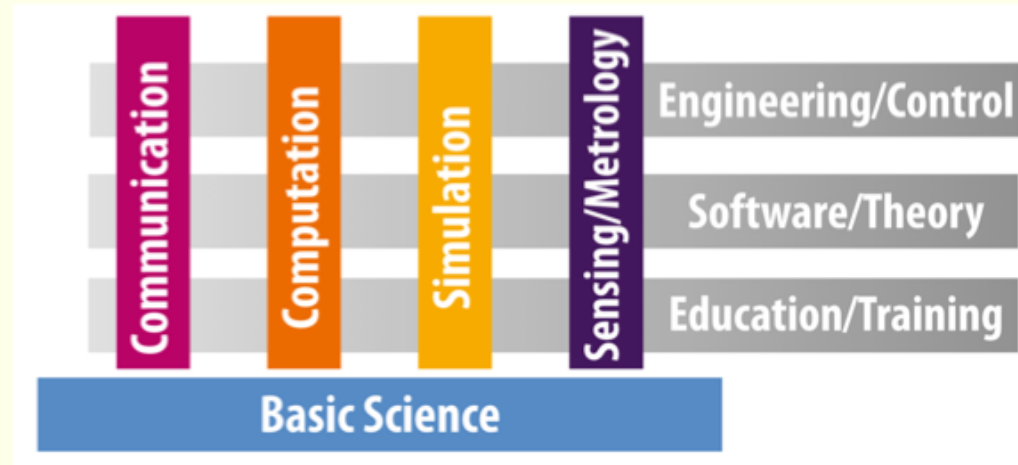 Communication
Computation
Simulation
Sensing/Metrology
Engineering/Control
Software/Theory
Education/Training
Basic Science